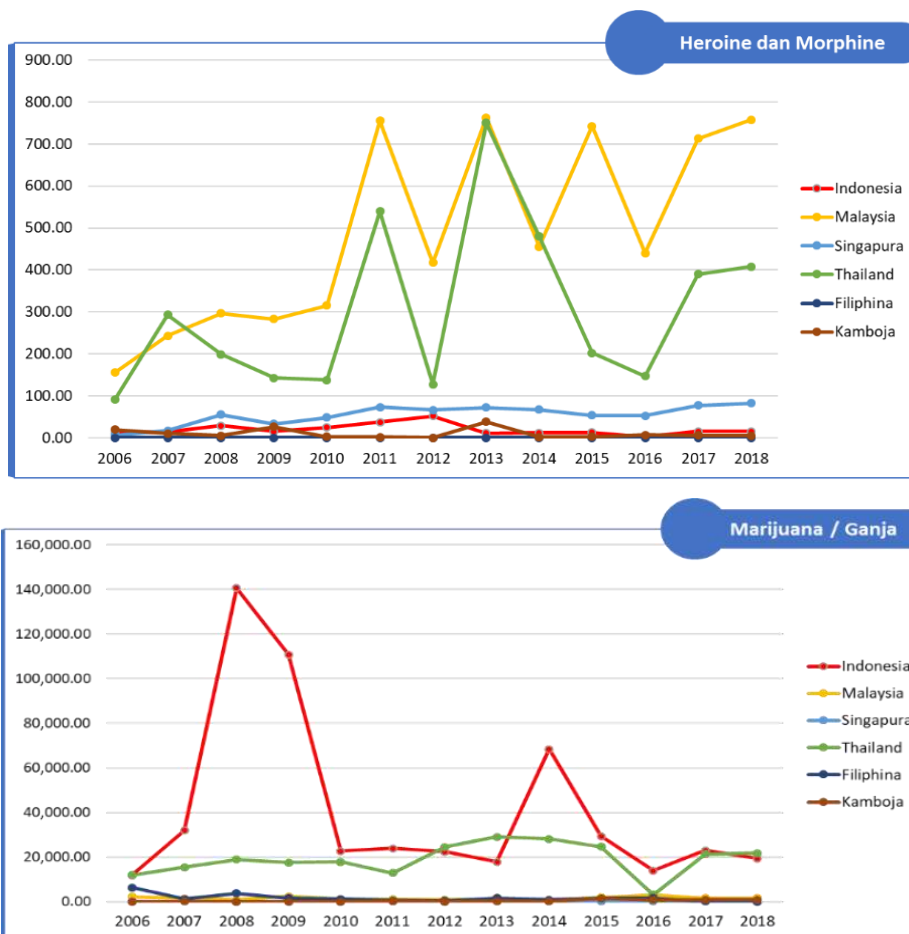 Heroine dan Morphine
900.00
800.00
700.00
600.00
500.00
400.00
300.00
200.00
100.00
0.00
2006 2007 2008 2009 2010 2011 2012 2013 2014 2015 2016 2017 2018
Indonesia
Malaysia
Singapura
Thailand
Filiphina
Kamboja
Marijuana / Ganja
160,000.00
140,000.00
120,000.00
100,000.00
80,000.00
60,000.00
40,000.00
20,000.00
0.00
2006 2007 2008 2009 2010 2011 2012 2013 2014 2015 2016 2017 2018
Indonesia
Malaysia
Singapura
Thailand
Filiphina
Kamboja